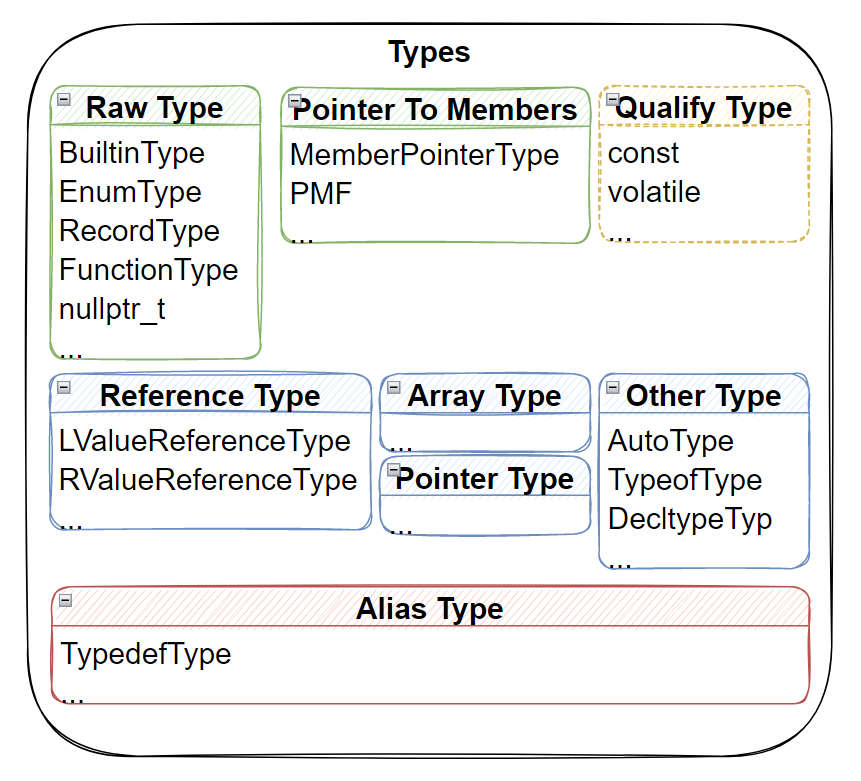 Types
Raw Type
BuiltinType
EnumType
RecordType
FunctionType
nullptr_t
...
Pointer To Members
MemberPointerType
PMF
...
Qualify Type
const
volatile
...
Reference Type
LValueReferenceType
RValueReferenceType
...
Array Type
...
Pointer Type
...
Other Type
AutoType
TypeofType
DecltypeTyp
...
Alias Type
TypedefType
...